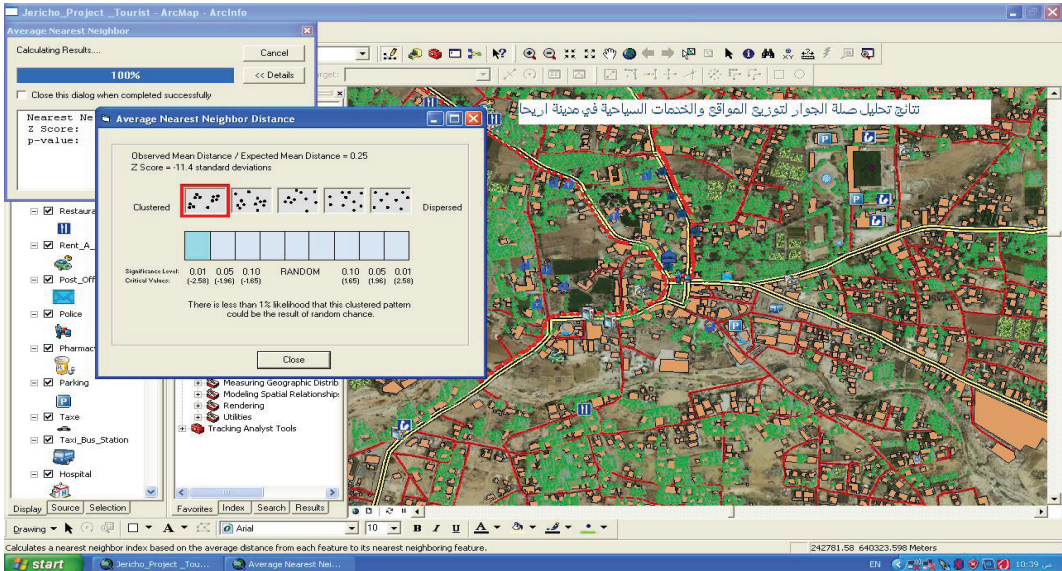 Jericho_Project _Tourist - ArcMap - ArcInfo
Average Nearest Neighbor
Calculating Results....
Cancel
100%
<< Details
Close this dialog when completed successfully
Nearest Ne
Z Score:
p-value:
arget:
نتائج تحليل صلة الجوار لتوزيع المواقع والخدمات السياحية في مدينة اريحا
Average Nearest Neighbor Distance
Observed Mean Distance / Expected Mean Distance = 0.25
Z Score = -11.4 standard deviations
Clustered
Dispersed
Significance Level: 0.01 0.05 0.10 RANDOM 0.10 0.05 0.01
Critical Values: (-2.58) (-1.96) (-1.65) (1.65) (1.96) (2.58)
There is less than 1% likelihood that this clustered pattern
could be the result of random chance.
Close
Restaura
Rent_A_
Post_Off
Police
Pharmac
Parking
P
Taxe
Taxi_Bus_Station
Hospital
Measuring Geographic Distrib
Modeling Spatial Relationship:
Rendering
Utilities
Tracking Analyst Tools
P
P
P
Display Source Selection
Favorites Index Search Results
Drawing
A
Arial
10
B I U A
Calculates a nearest neighbor index based on the average distance from each feature to its nearest neighboring feature.
242781.58 640323.598 Meters
start
Jericho_Project _Tou...
Average Nearest Nei...
EN
10:39 ص